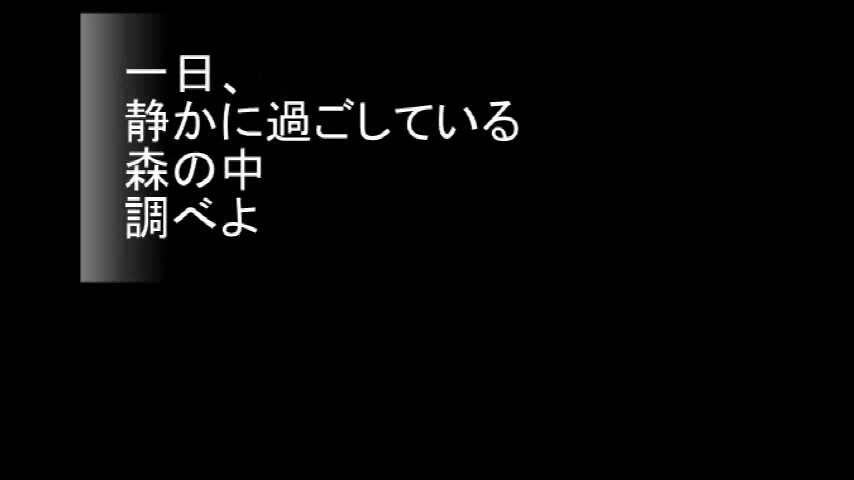 一日、
静かに過ごしている
森の中
調べよ